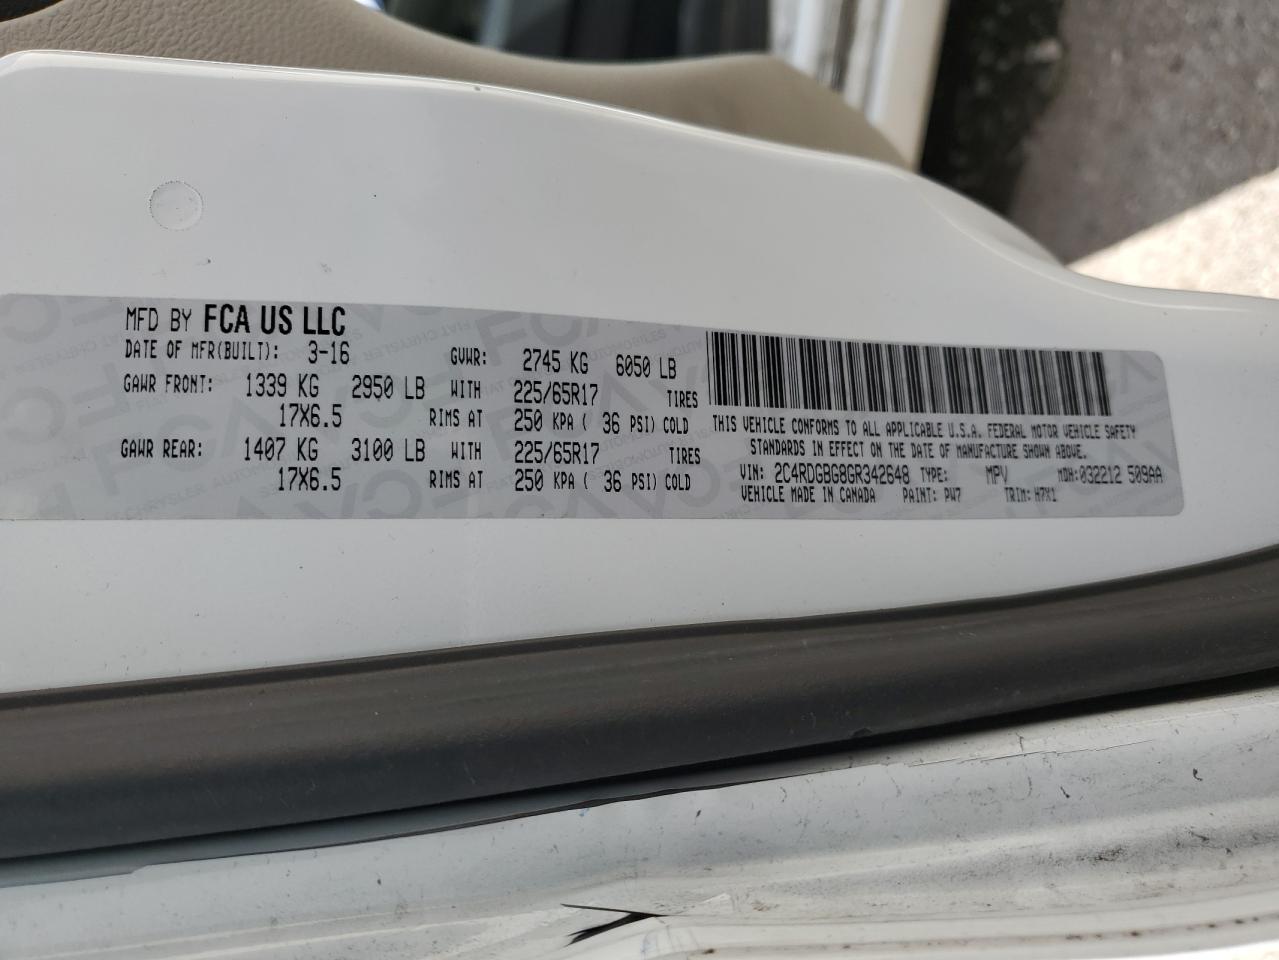 MFD BY FCA US LLC
DATE OF MFR(BUILT): 3-16 GVWR: 2745 KG 6050 LB
GAWR FRONT: 1339 KG 2950 LB WITH 225/65R17 TIRES
17X6.5 RIMS AT 250 KPA ( 36 PSI) COLD
GAWR REAR: 1407 KG 3100 LB WITH 225/65R17 TIRES
17X6.5 RIMS AT 250 KPA ( 36 PSI) COLD
THIS VEHICLE CONFORMS TO ALL APPLICABLE U.S.A. FEDERAL MOTOR VEHICLE SAFETY
STANDARDS IN EFFECT ON THE DATE OF MANUFACTURE SHOWN ABOVE.
VIN: 2C4RDGBG8GR342648 TYPE: MPV MDH: 032212 509AA
VEHICLE MADE IN CANADA PAINT: PW7 TRIM: H7X1